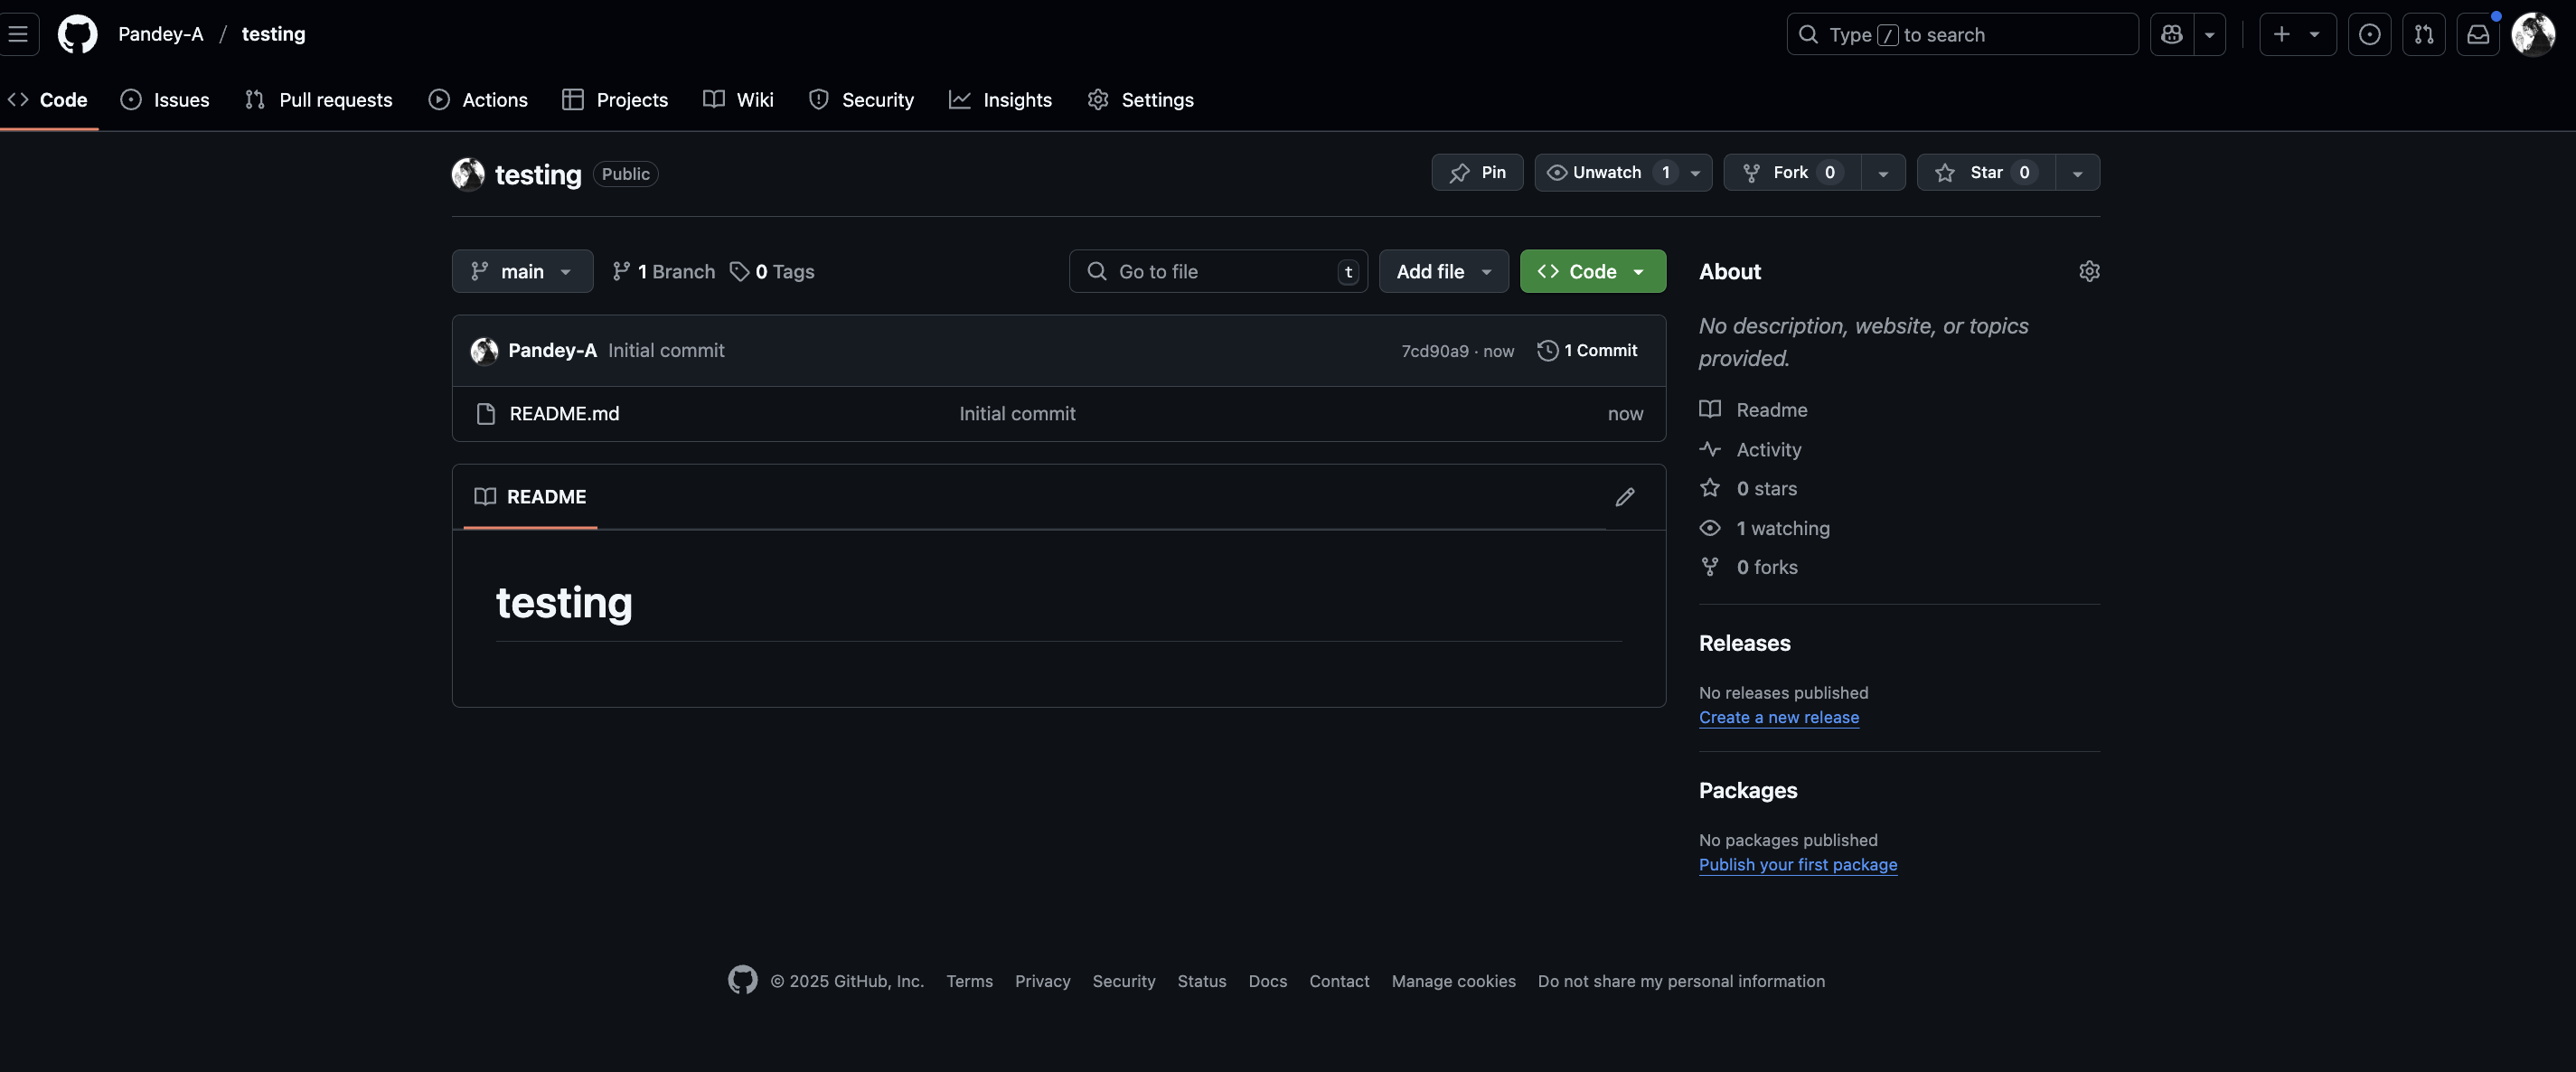 Pandey-A / testing
Type / to search
Code Issues Pull requests Actions Projects Wiki Security Insights Settings
testing Public
Pin Unwatch 1 Fork 0 Star 0
main 1 Branch 0 Tags Go to file t Add file Code
Pandey-A Initial commit 7cd90a9 · now 1 Commit
README.md Initial commit now
README
testing
About
No description, website, or topics
provided.
Readme
Activity
0 stars
1 watching
0 forks
Releases
No releases published
Create a new release
Packages
No packages published
Publish your first package
© 2025 GitHub, Inc. Terms Privacy Security Status Docs Contact Manage cookies Do not share my personal information